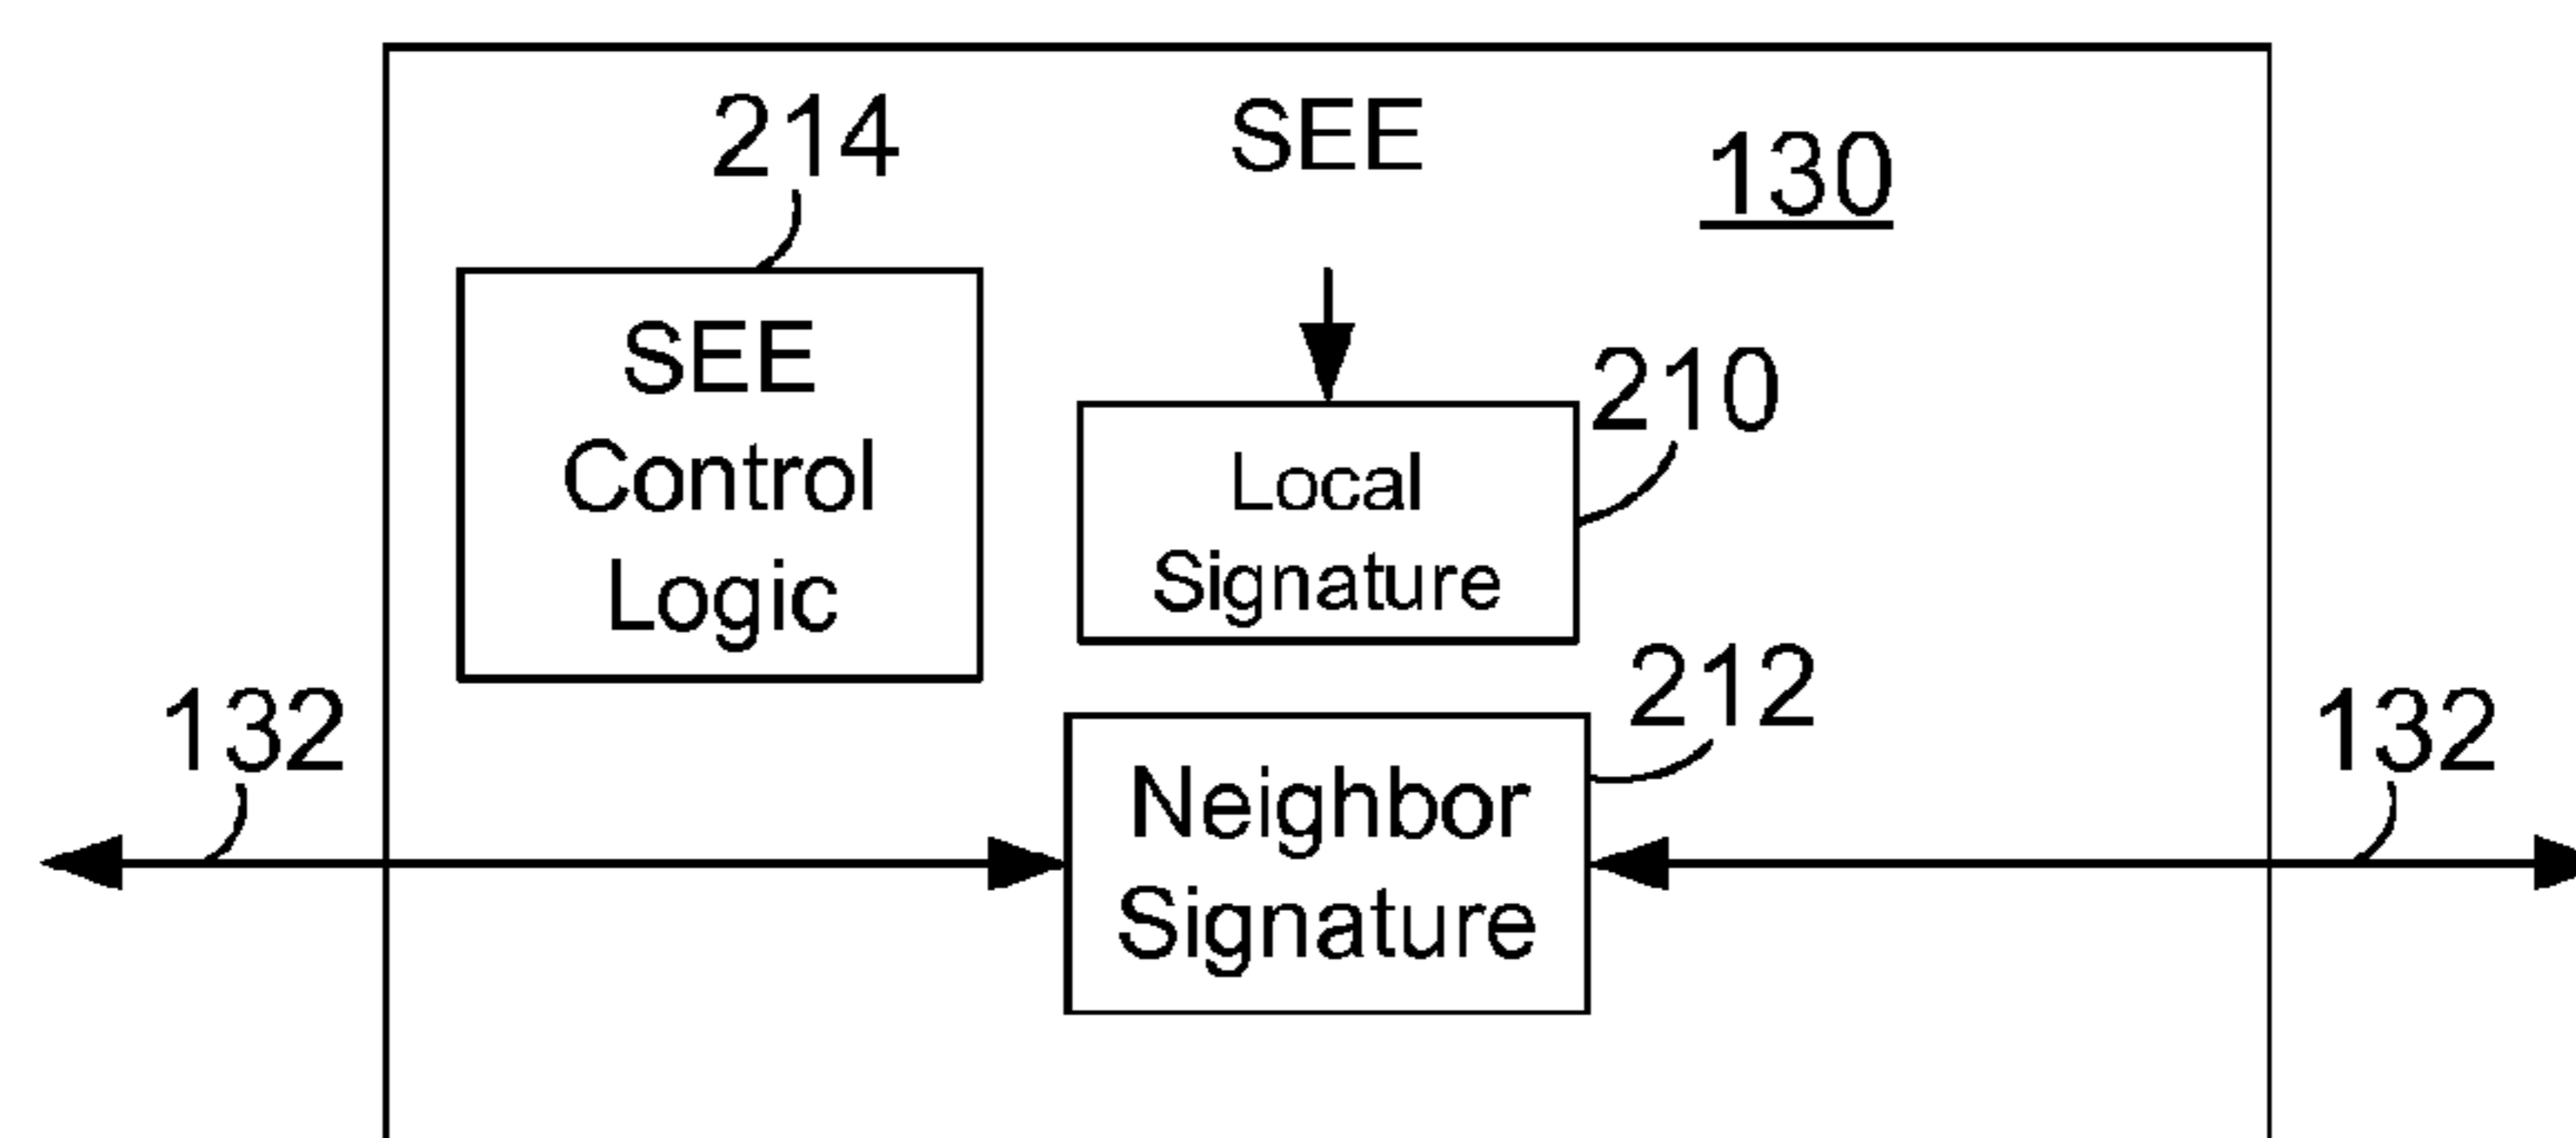 214
SEE
130
SEE
Control
Logic
210
Local
Signature
212
132
132
Neighbor
Signature